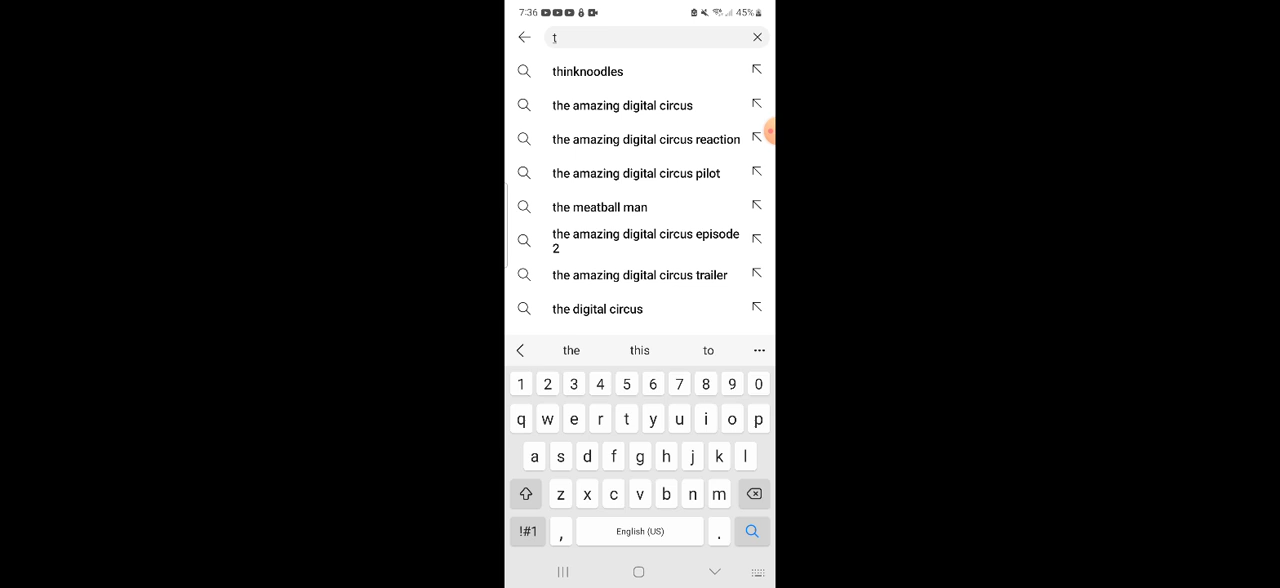 7:36 45%
t
thinknoodles
the amazing digital circus
the amazing digital circus reaction
the amazing digital circus pilot
the meatball man
the amazing digital circus episode
2
the amazing digital circus trailer
the digital circus
the this to
1 2 3 4 5 6 7 8 9 0
q w e r t y u i o p
a s d f g h j k l
z x c v b n m
!#1 , English (US) .